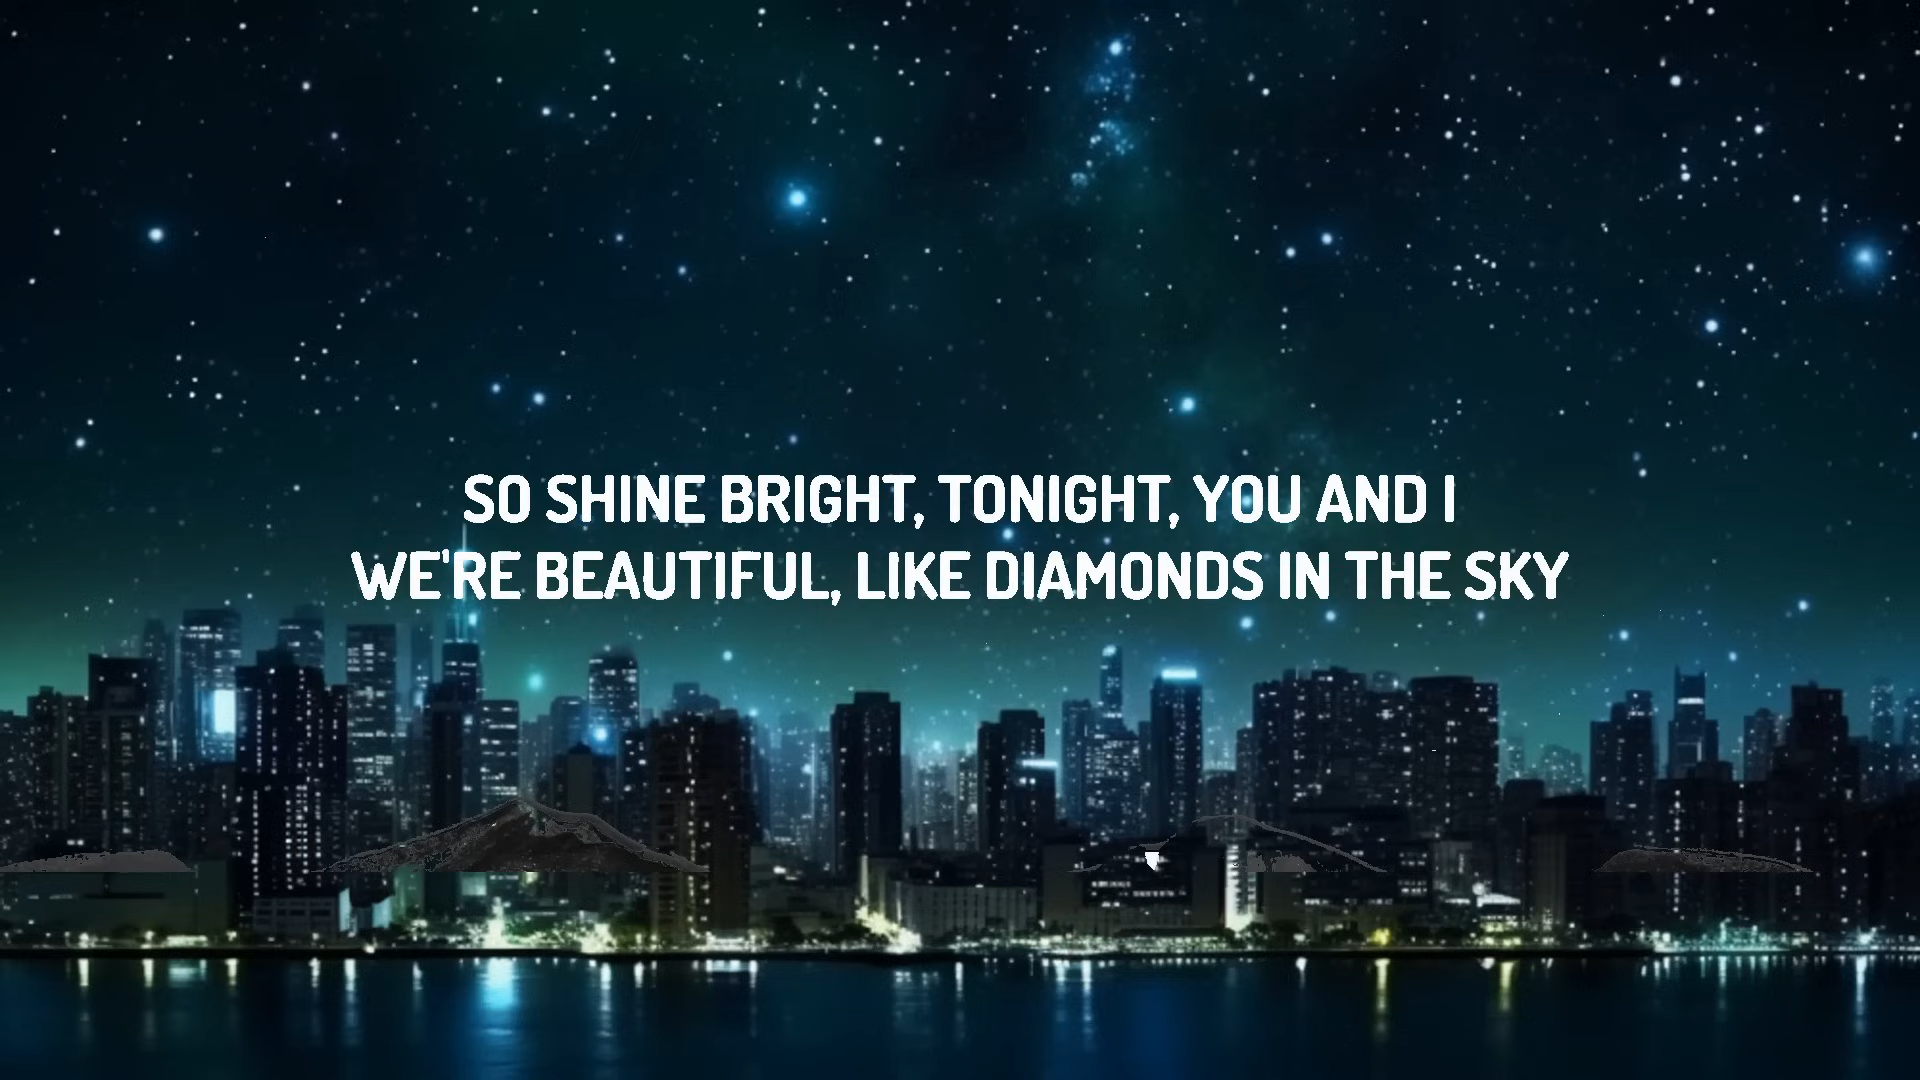 SO SHINE BRIGHT, TONIGHT, YOU AND I
WE'RE BEAUTIFUL, LIKE DIAMONDS IN THE SKY